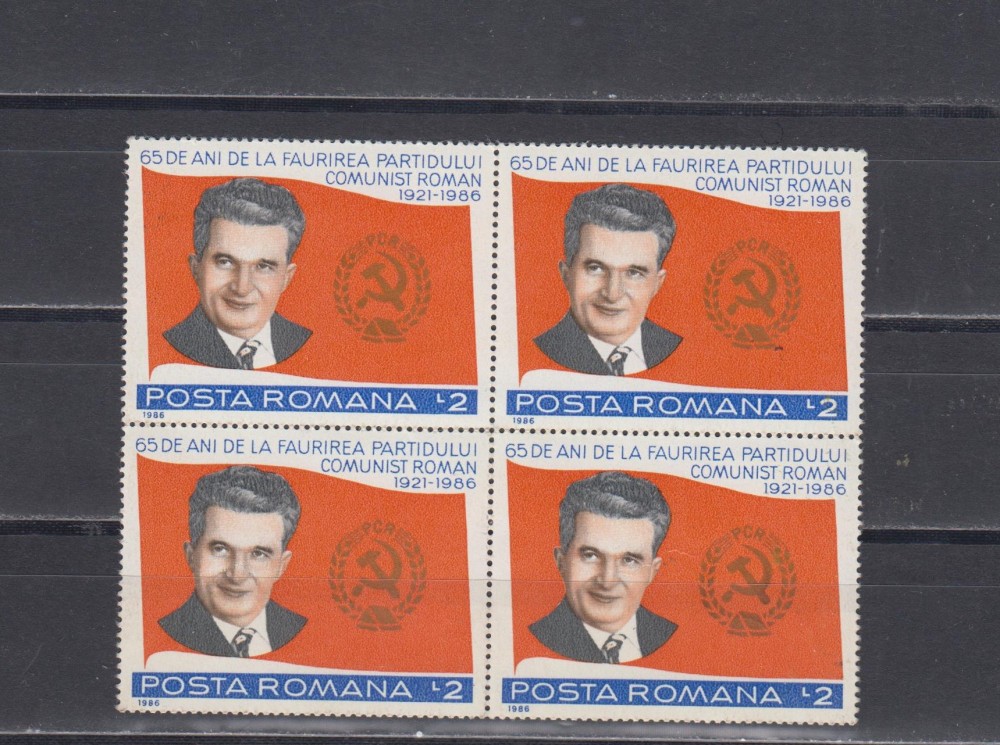 65 DE ANI DE LA FAURIREA PARTIDULUI
COMUNIST ROMAN
1921-1986
PCR
POSTA ROMANA L2
1986
65 DE ANI DE LA FAURIREA PARTIDULUI
COMUNIST ROMAN
1921-1986
PCR
POSTA ROMANA L2
1986
65 DE ANI DE LA FAURIREA PARTIDULUI
COMUNIST ROMAN
1921-1986
PCR
POSTA ROMANA L2
1986
65 DE ANI DE LA FAURIREA PARTIDULUI
COMUNIST ROMAN
1921-1986
PCR
POSTA ROMANA L2
1986